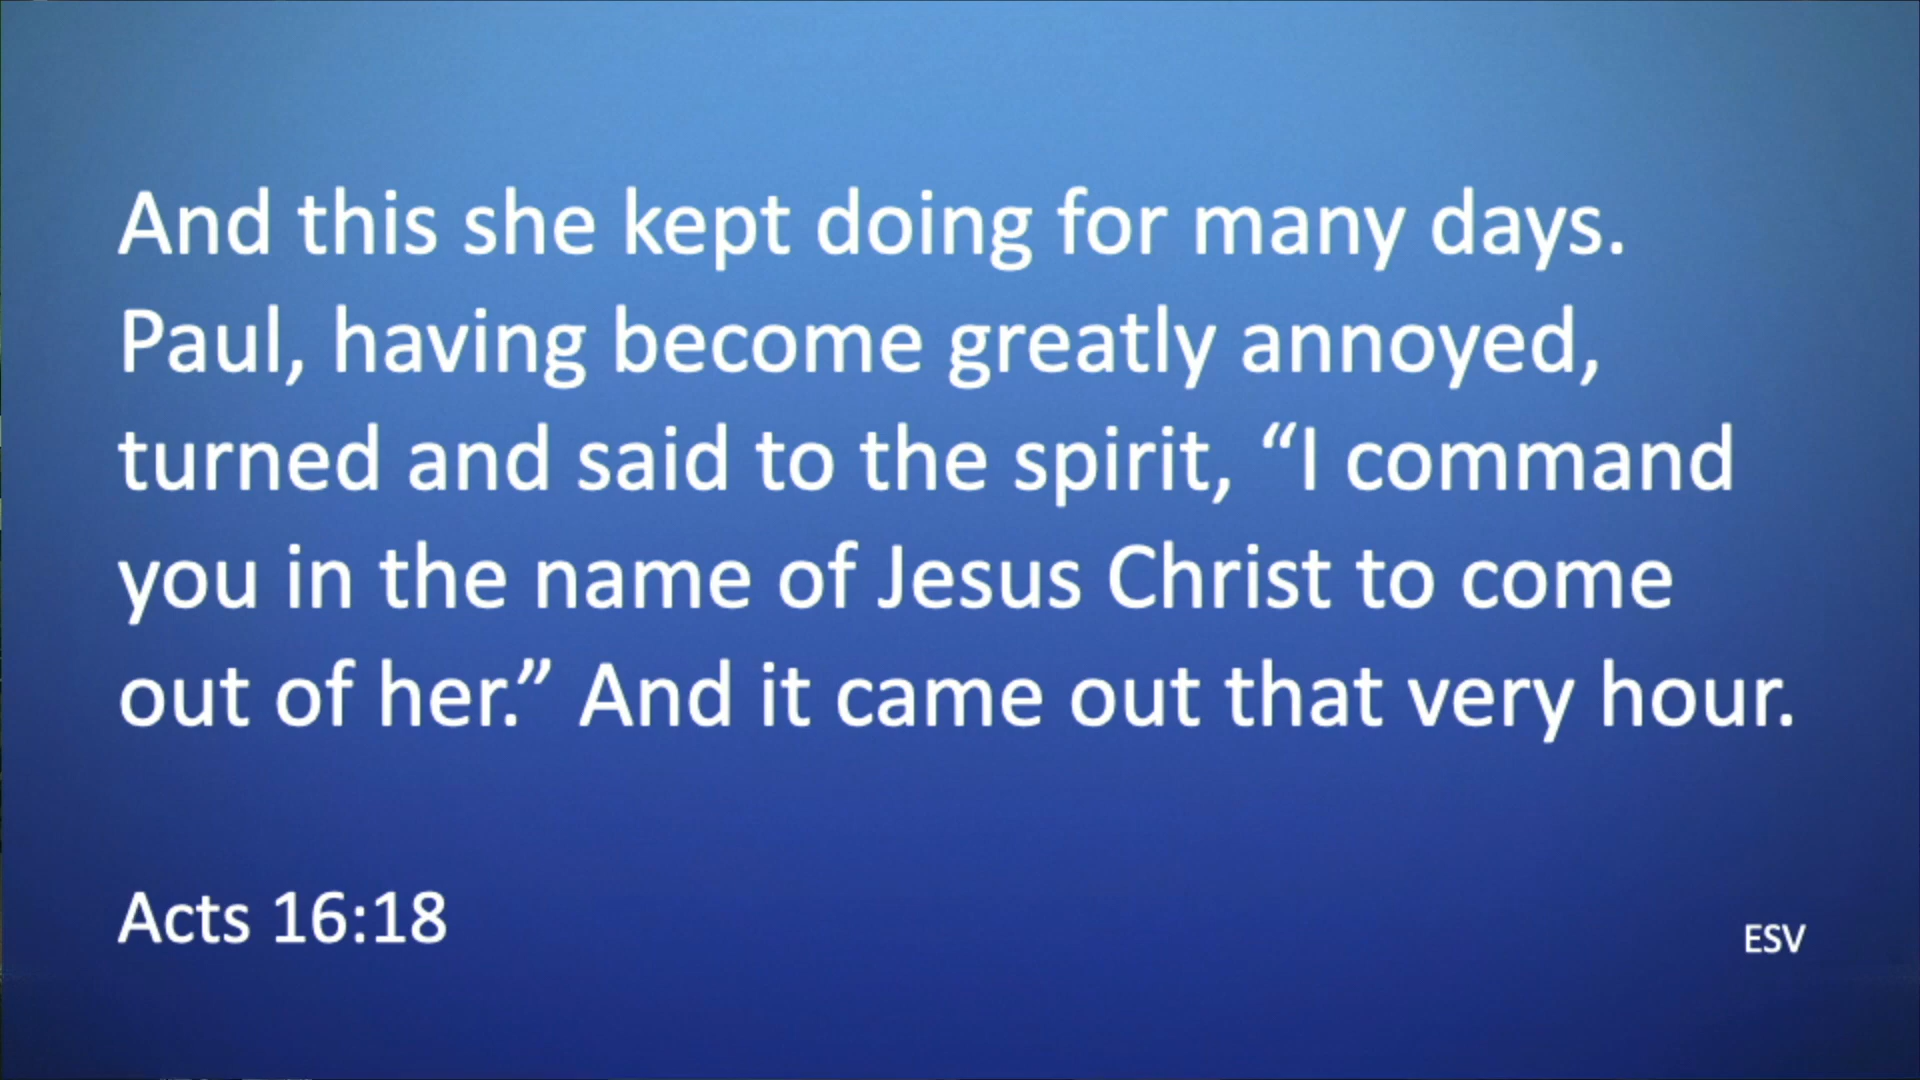 And this she kept doing for many days.
Paul, having become greatly annoyed,
turned and said to the spirit, “I command
you in the name of Jesus Christ to come
out of her.” And it came out that very hour.
Acts 16:18
ESV